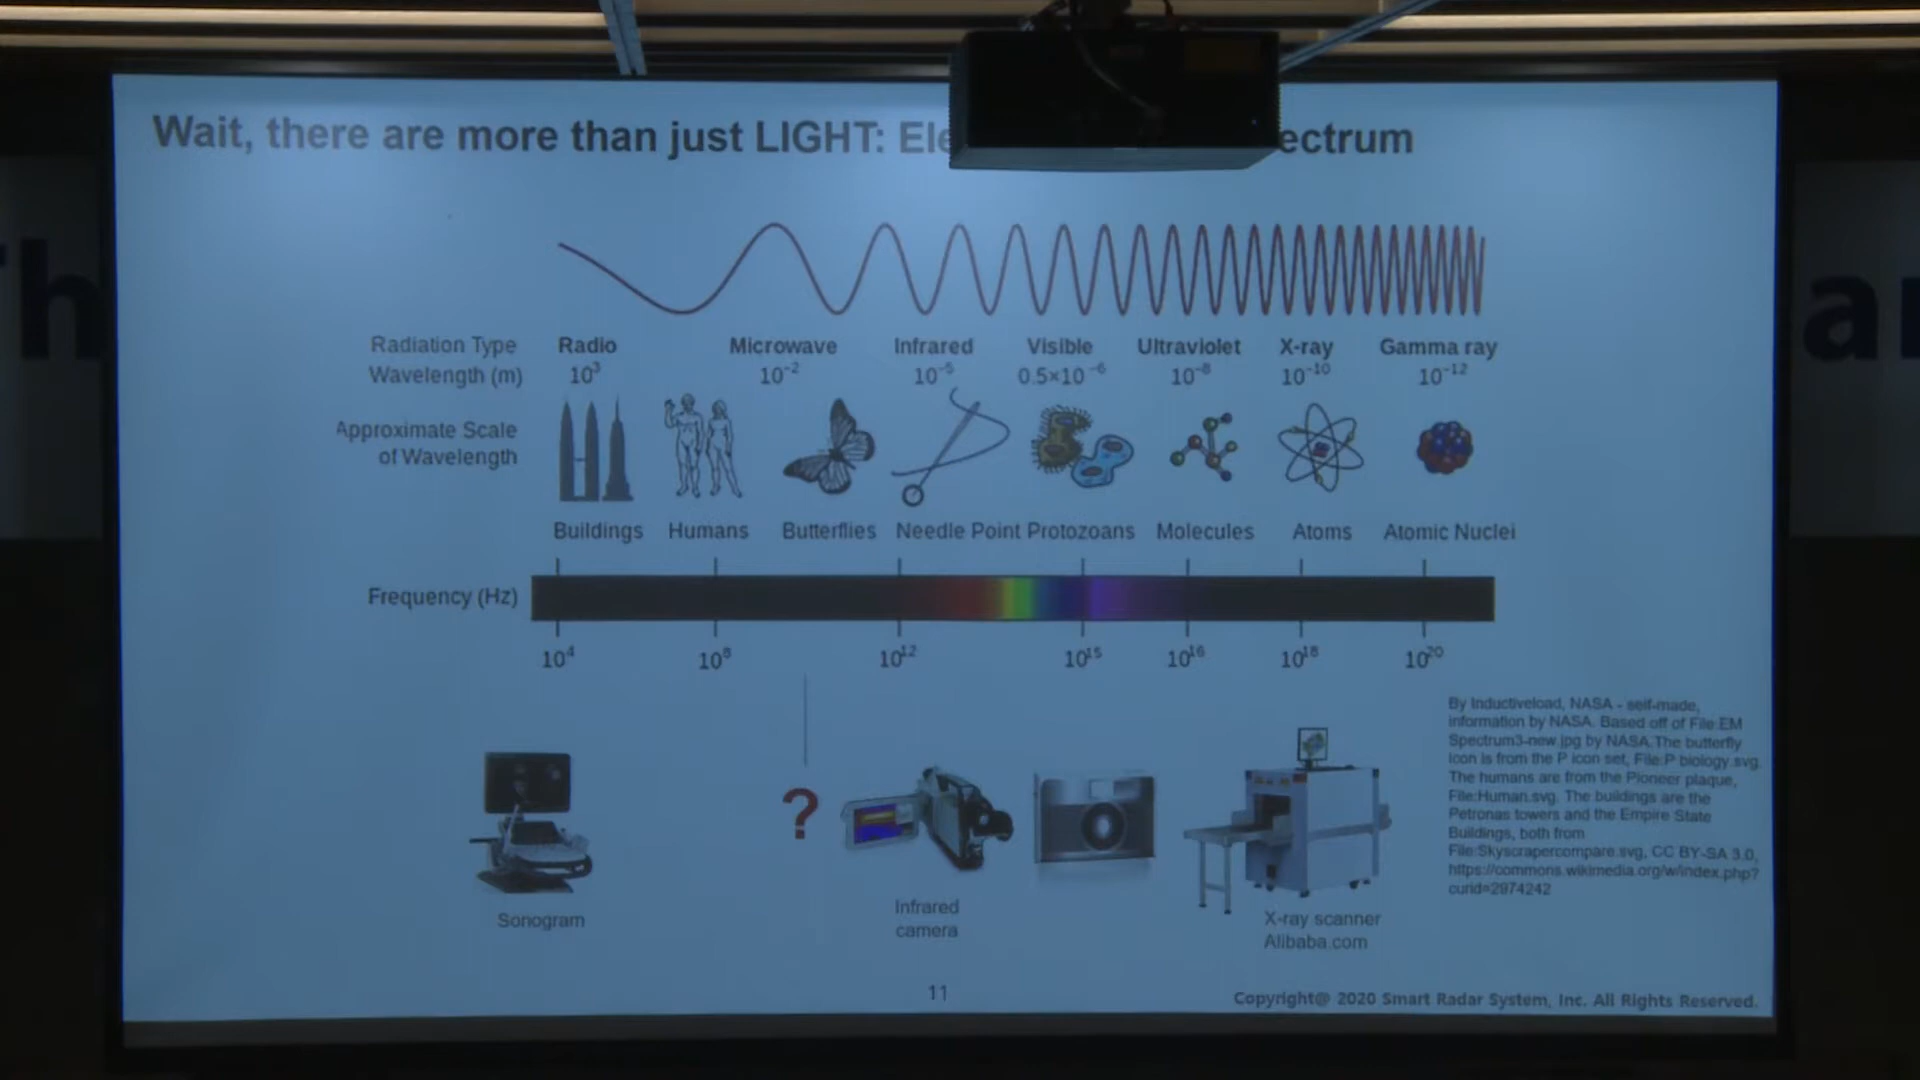 Wait, there are more than just LIGHT: Ele ectrum
Radiation Type Radio Microwave Infrared Visible Ultraviolet X-ray Gamma ray
Wavelength (m) 10³ 10⁻² 10⁻⁵ 0.5×10⁻⁶ 10⁻⁸ 10⁻¹⁰ 10⁻¹²
Approximate Scale
of Wavelength
Buildings Humans Butterflies Needle Point Protozoans Molecules Atoms Atomic Nuclei
Frequency (Hz)
10⁴ 10⁸ 10¹² 10¹⁵ 10¹⁶ 10¹⁸ 10²⁰
?
Sonogram
Infrared
camera
X-ray scanner
Alibaba.com
By Inductiveload, NASA - self-made,
information by NASA. Based off of File:EM
Spectrum3-new.jpg by NASA.The butterfly
icon is from the P icon set, File:P biology.svg
The humans are from the Pioneer plaque,
File:Human.svg. The buildings are the
Petronas towers and the Empire State
Buildings, both from
File:Skyscrapercompare.svg, CC BY-SA 3.0,
https://commons.wikimedia.org/w/index.php?
curid=2974242
11
Copyright@ 2020 Smart Radar System, Inc. All Rights Reserved.
h
a